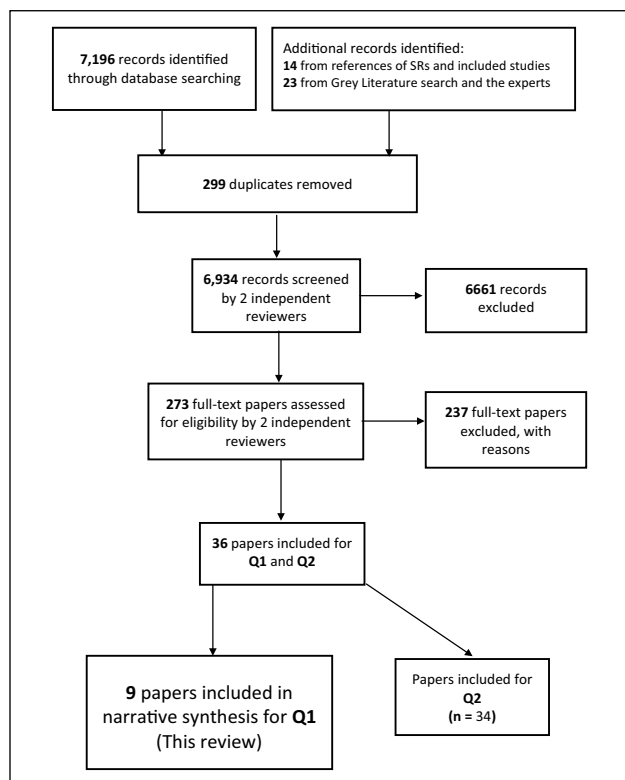 7,196 records identified
through database searching
Additional records identified:
14 from references of SRs and included studies
23 from Grey Literature search and the experts
299 duplicates removed
6,934 records screened
by 2 independent
reviewers
6661 records
excluded
273 full-text papers assessed
for eligibility by 2 independent
reviewers
237 full-text papers
excluded, with
reasons
36 papers included for
Q1 and Q2
9 papers included in
narrative synthesis for Q1
(This review)
Papers included for
Q2
(n = 34)